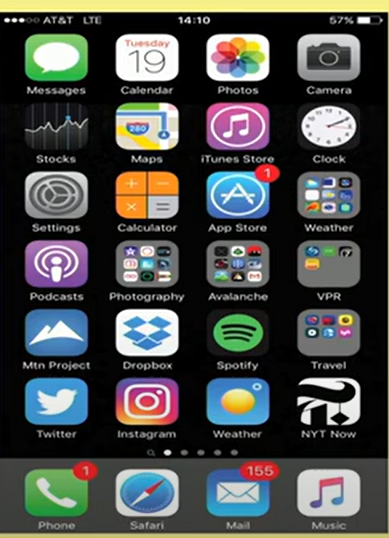 AT&T LTE 14:10 57%
Tuesday
19
Messages Calendar Photos Camera
280
Stocks Maps iTunes Store Clock
1
Settings Calculator App Store Weather
Podcasts Photography Avalanche VPR
Mtn Project Dropbox Spotify Travel
Twitter Instagram Weather NYT Now
1 155
Phone Safari Mail Music